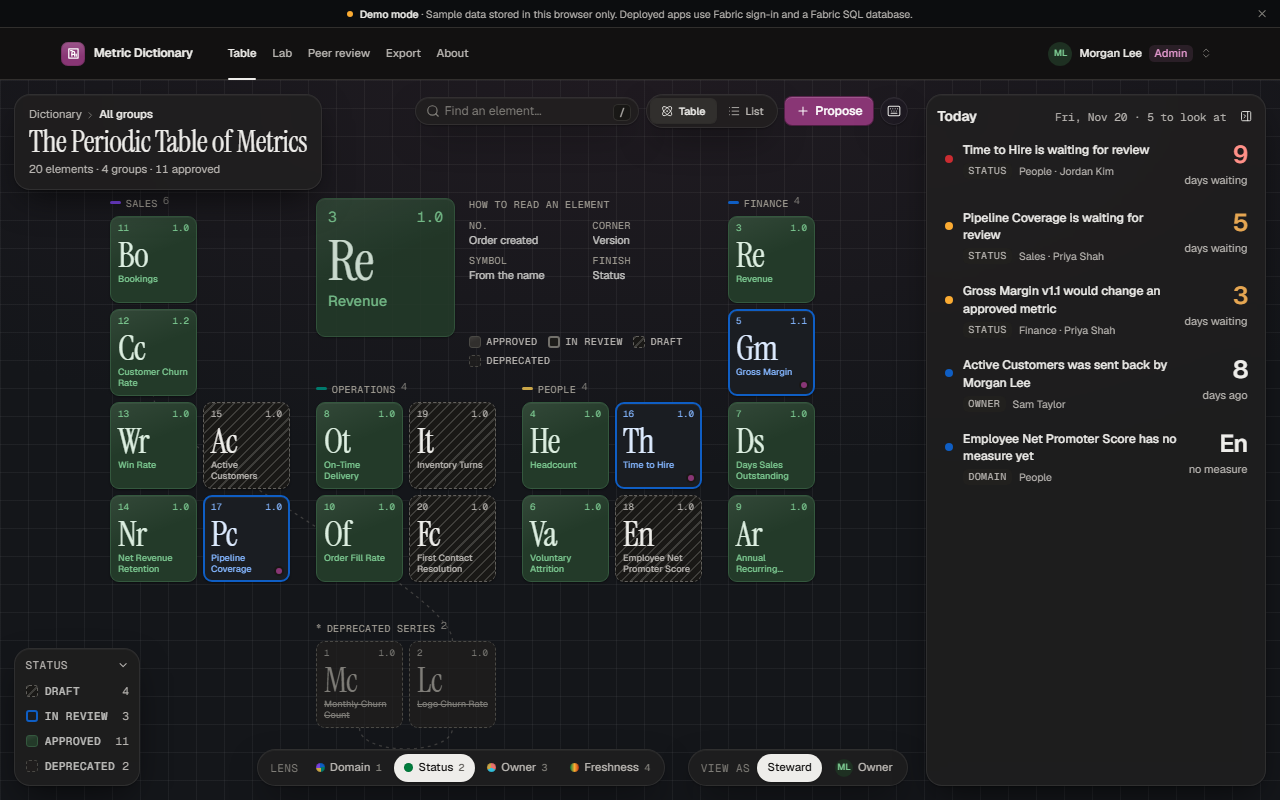 Demo mode · Sample data stored in this browser only. Deployed apps use Fabric sign-in and a Fabric SQL database.
Metric Dictionary
Table
Lab
Peer review
Export
About
ML
Morgan Lee
Admin
Dictionary › All groups
The Periodic Table of Metrics
20 elements · 4 groups · 11 approved
Find an element…
/
Table
List
Propose
SALES 6
11 1.0
Bo
Bookings
12 1.2
Cc
Customer Churn
Rate
13 1.0
Wr
Win Rate
15 1.0
Ac
Active
Customers
14 1.0
Nr
Net Revenue
Retention
17 1.0
Pc
Pipeline
Coverage
3 1.0
Re
Revenue
HOW TO READ AN ELEMENT
NO.
Order created
CORNER
Version
SYMBOL
From the name
FINISH
Status
APPROVED
IN REVIEW
DRAFT
DEPRECATED
OPERATIONS 4
8 1.0
Ot
On-Time
Delivery
19 1.0
It
Inventory Turns
10 1.0
Of
Order Fill Rate
20 1.0
Fc
First Contact
Resolution
PEOPLE 4
4 1.0
He
Headcount
16 1.0
Th
Time to Hire
6 1.0
Va
Voluntary
Attrition
18 1.0
En
Employee Net
Promoter Score
FINANCE 4
3 1.0
Re
Revenue
5 1.1
Gm
Gross Margin
7 1.0
Ds
Days Sales
Outstanding
9 1.0
Ar
Annual
Recurring…
* DEPRECATED SERIES 2
1 1.0
Mc
Monthly Churn
Count
2 1.0
Lc
Logo Churn Rate
STATUS
DRAFT 4
IN REVIEW 3
APPROVED 11
DEPRECATED 2
LENS
Domain 1
Status 2
Owner 3
Freshness 4
VIEW AS
Steward
ML Owner
Today
Fri, Nov 20 · 5 to look at
Time to Hire is waiting for review
STATUS People · Jordan Kim
9
days waiting
Pipeline Coverage is waiting for
review
STATUS Sales · Priya Shah
5
days waiting
Gross Margin v1.1 would change an
approved metric
STATUS Finance · Priya Shah
3
days waiting
Active Customers was sent back by
Morgan Lee
OWNER Sam Taylor
8
days ago
Employee Net Promoter Score has no
measure yet
DOMAIN People
En
no measure